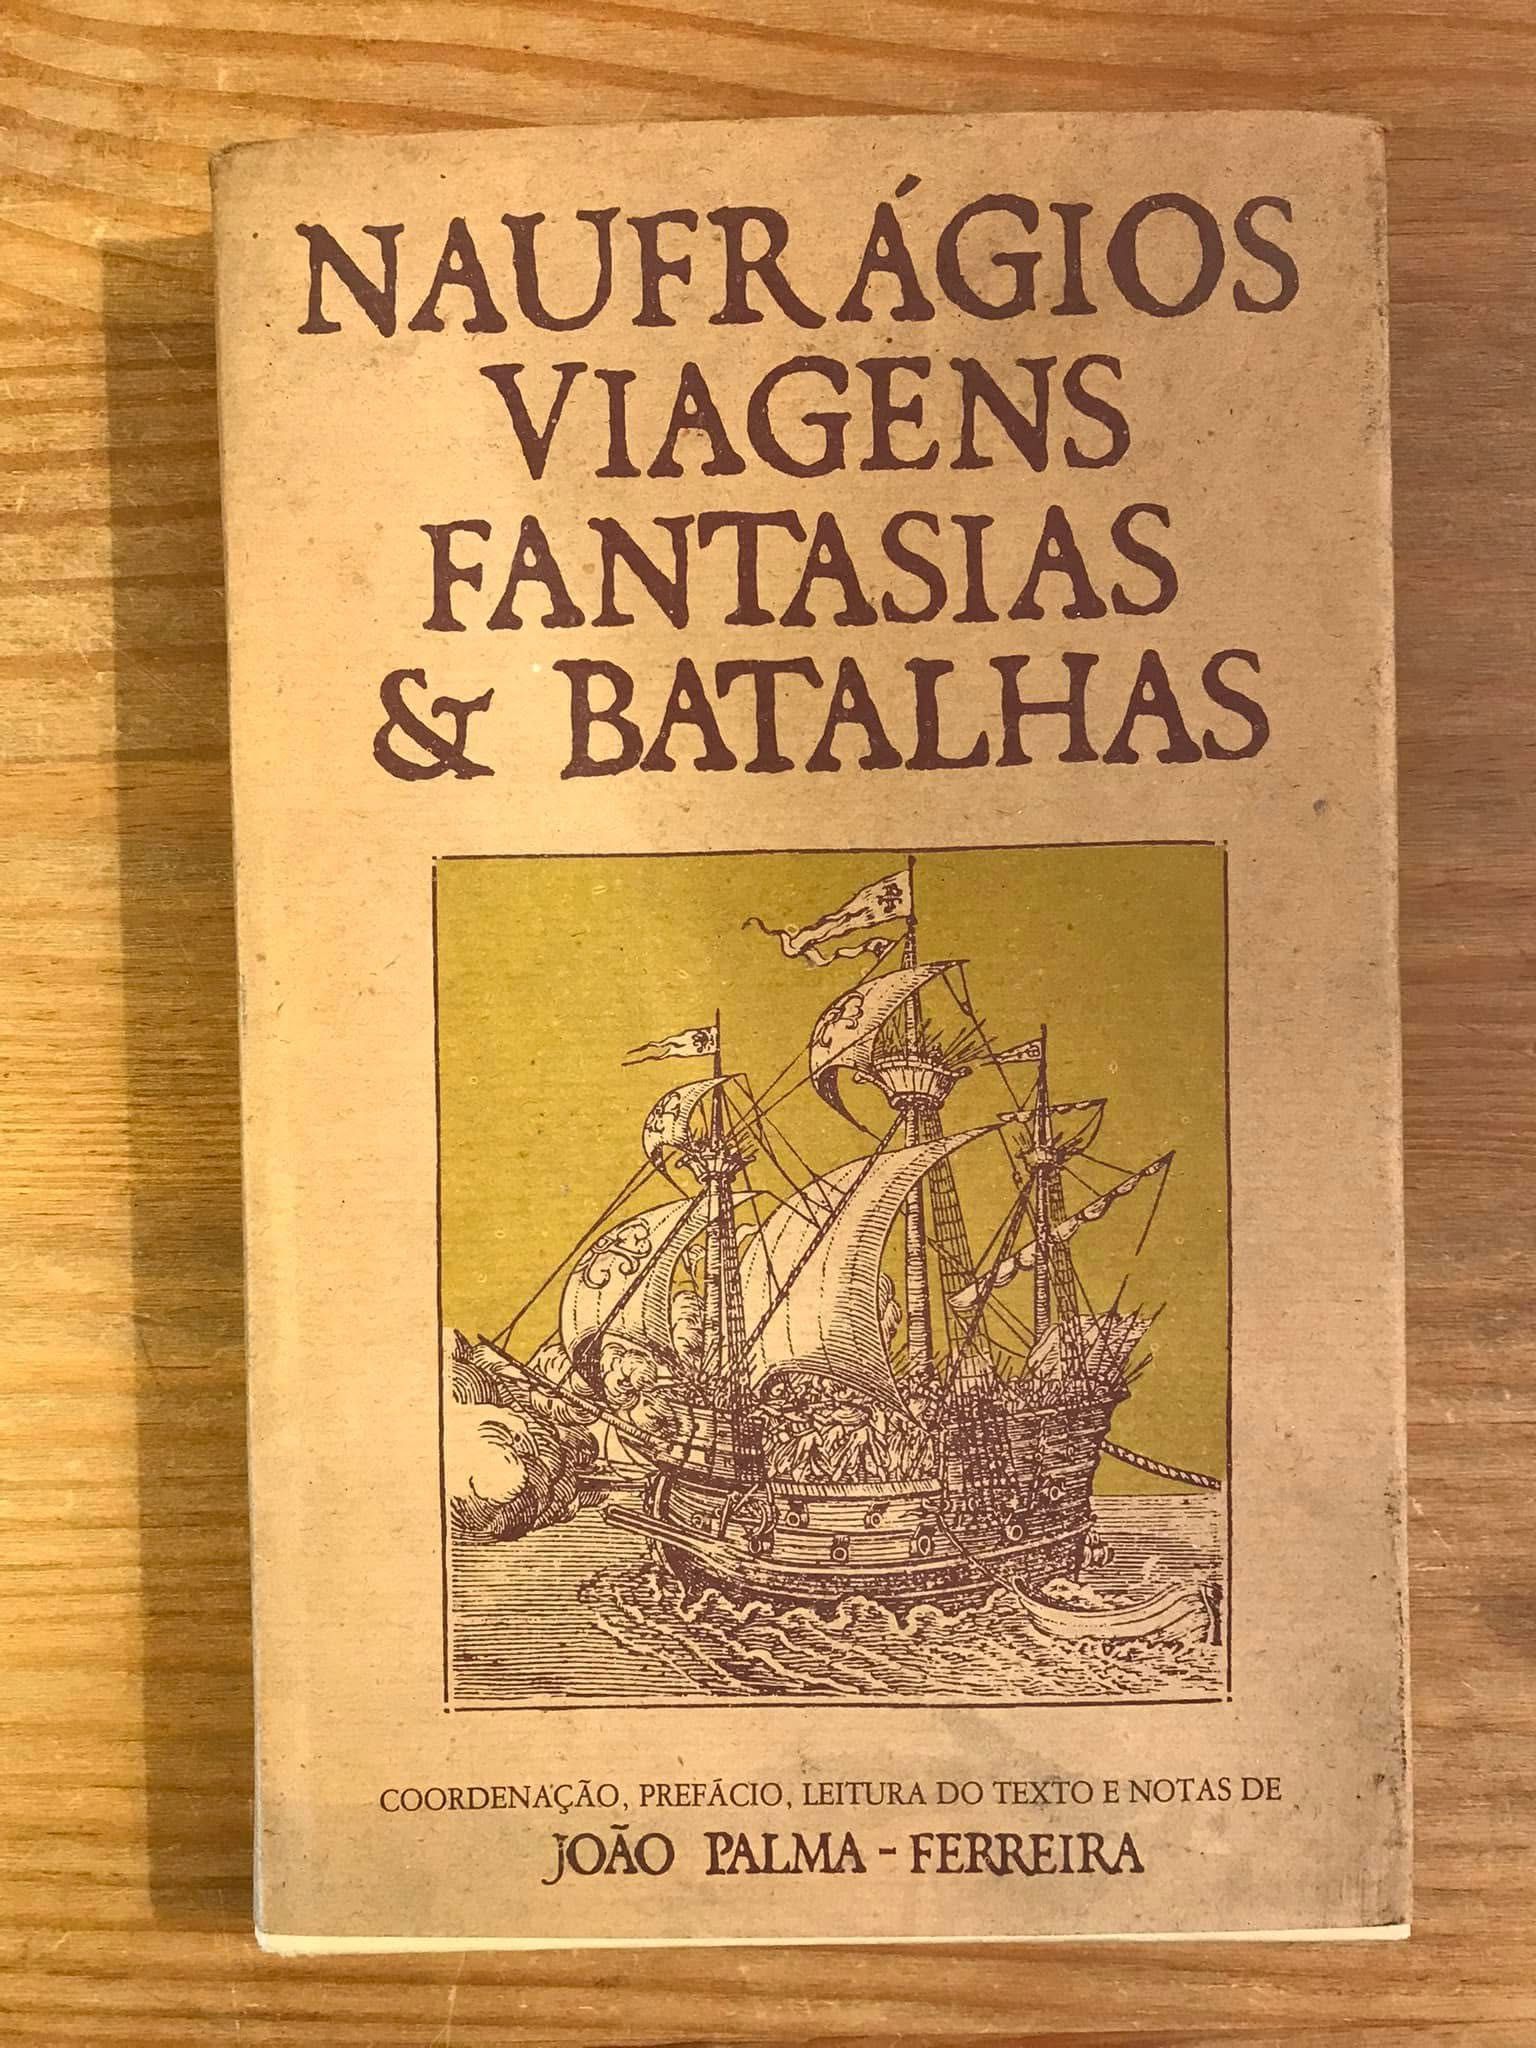 NAUFRÁGIOS
VIAGENS
FANTASIAS
& BATALHAS
COORDENAÇÃO, PREFÁCIO, LEITURA DO TEXTO E NOTAS DE
JOÃO PALMA-FERREIRA